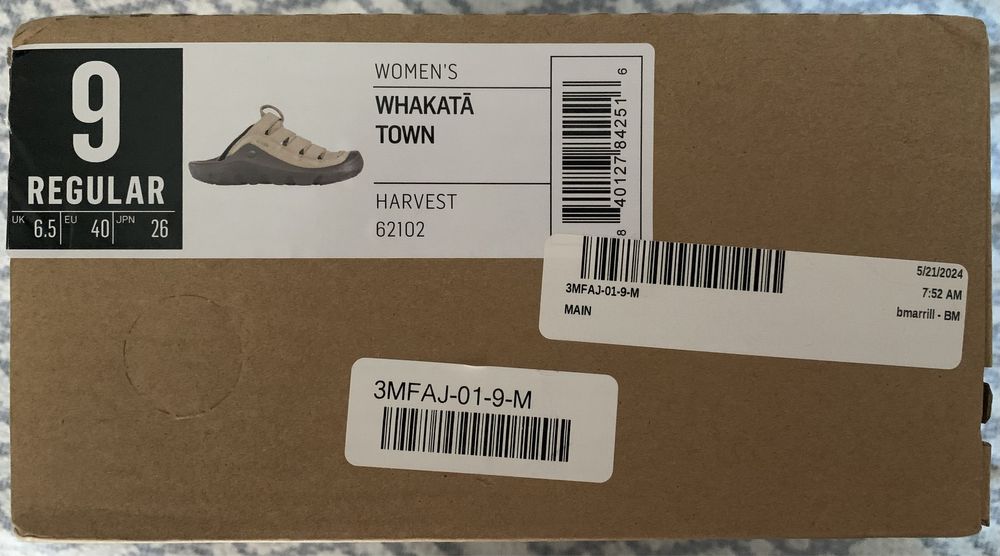 9
REGULAR
UK 6.5 EU 40 JPN 26
WOMEN'S
WHAKATĀ
TOWN
HARVEST
62102
8 40127 84251 6
5/21/2024
3MFAJ-01-9-M 7:52 AM
MAIN bmarrill - BM
3MFAJ-01-9-M